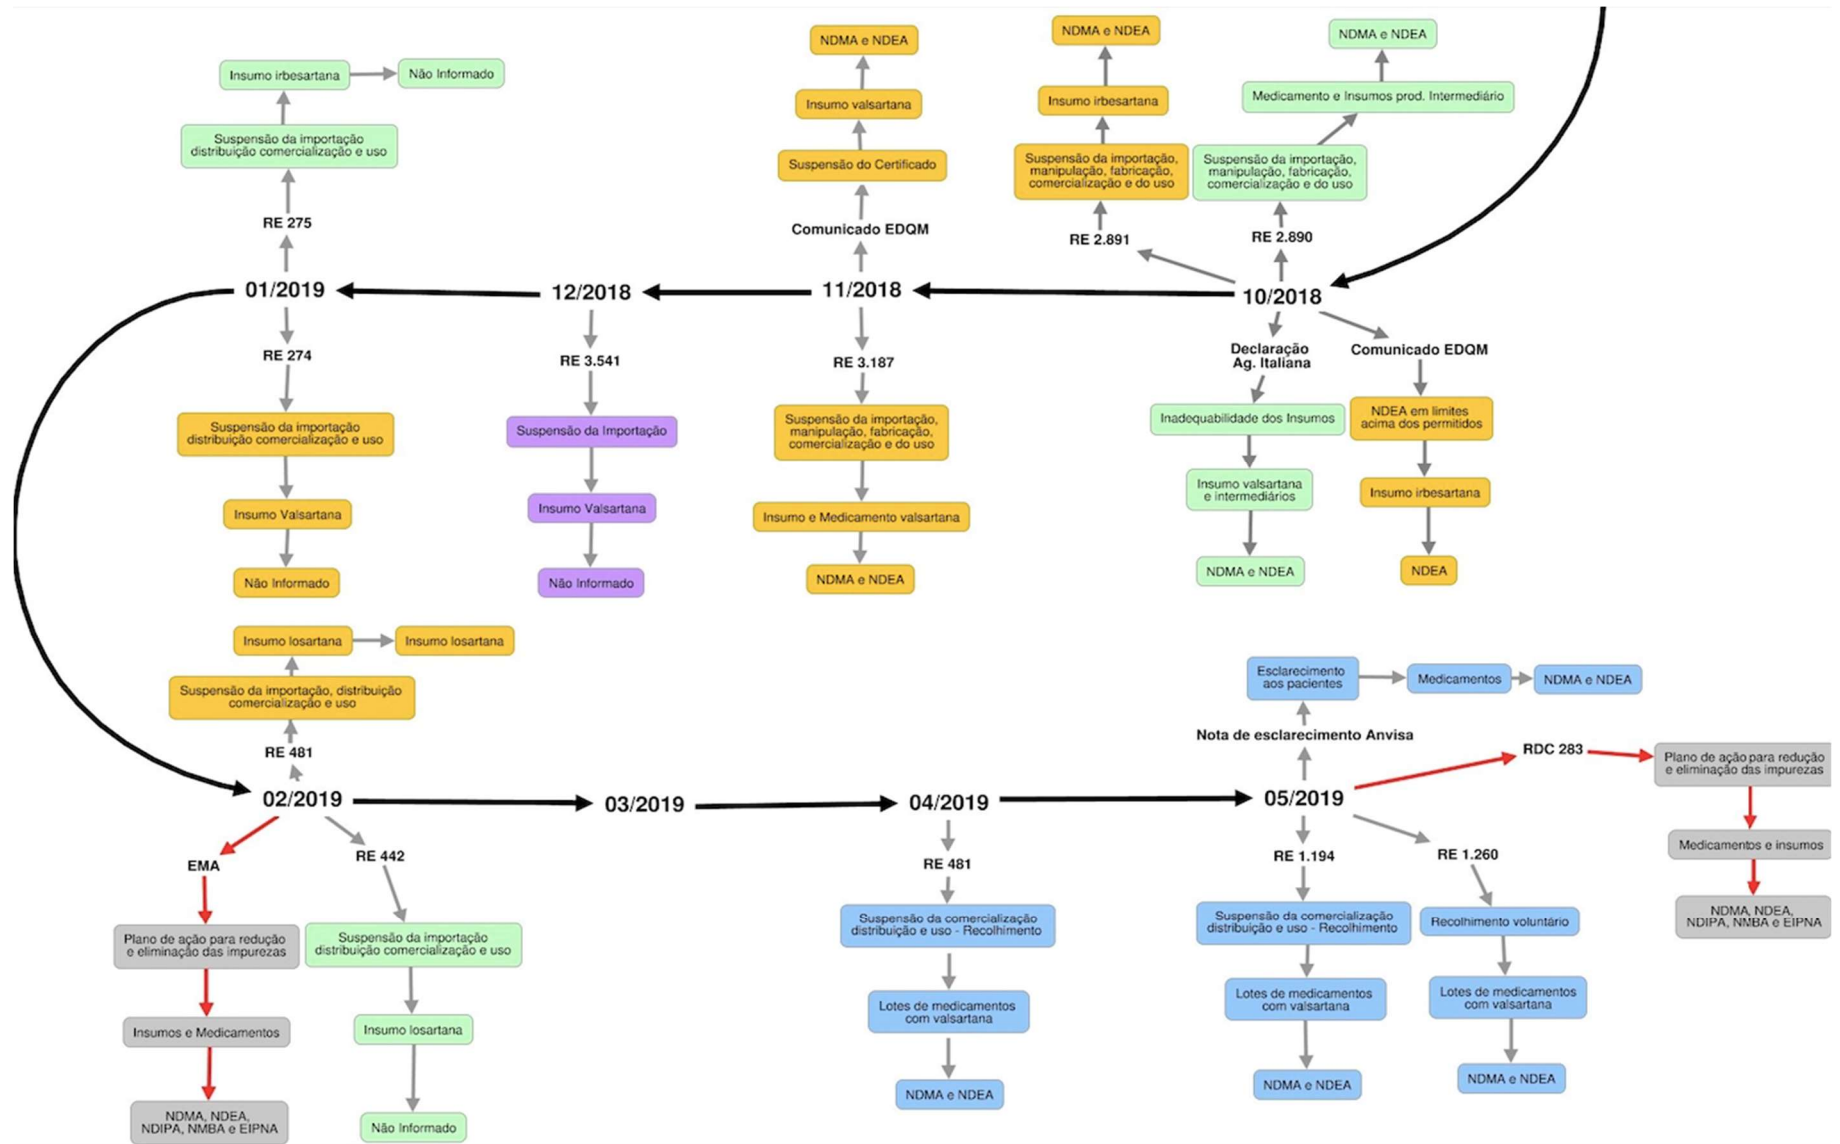 NDMA e NDEA
Insumo valsartana
Suspensão do Certificado
Comunicado EDQM
NDMA e NDEA
Insumo irbesartana
Suspensão da importação,
manipulação, fabricação,
comercialização e do uso
RE 2.891
NDMA e NDEA
Medicamento e Insumos prod. Intermediário
Suspensão da importação,
manipulação, fabricação,
comercialização e do uso
RE 2.890
Insumo irbesartana
Não Informado
Suspensão da importação
distribuição comercialização e uso
RE 275
01/2019
12/2018
11/2018
10/2018
RE 274
Suspensão da importação
distribuição comercialização e uso
Insumo Valsartana
Não Informado
RE 3.541
Suspensão da Importação
Insumo Valsartana
Não Informado
RE 3.187
Suspensão da importação,
manipulação, fabricação,
comercialização e do uso
Insumo e Medicamento valsartana
NDMA e NDEA
Declaração
Ag. Italiana
Inadequabilidade dos Insumos
Insumo valsartana
e intermediários
NDMA e NDEA
Comunicado EDQM
NDEA em limites
acima dos permitidos
Insumo irbesartana
NDEA
Insumo losartana
Insumo losartana
Suspensão da importação, distribuição
comercialização e uso
RE 481
Esclarecimento
aos pacientes
Medicamentos
NDMA e NDEA
Nota de esclarecimento Anvisa
RDC 283
Plano de ação para redução
e eliminação das impurezas
Medicamentos e insumos
NDMA, NDEA,
NDIPA, NMBA e EIPNA
02/2019
03/2019
04/2019
05/2019
EMA
Plano de ação para redução
e eliminação das impurezas
Insumos e Medicamentos
NDMA, NDEA,
NDIPA, NMBA e EIPNA
RE 442
Suspensão da importação
distribuição comercialização e uso
Insumo losartana
Não Informado
RE 481
Suspensão da comercialização
distribuição e uso - Recolhimento
Lotes de medicamentos
com valsartana
NDMA e NDEA
RE 1.194
Suspensão da comercialização
distribuição e uso - Recolhimento
Lotes de medicamentos
com valsartana
NDMA e NDEA
RE 1.260
Recolhimento voluntário
Lotes de medicamentos
com valsartana
NDMA e NDEA